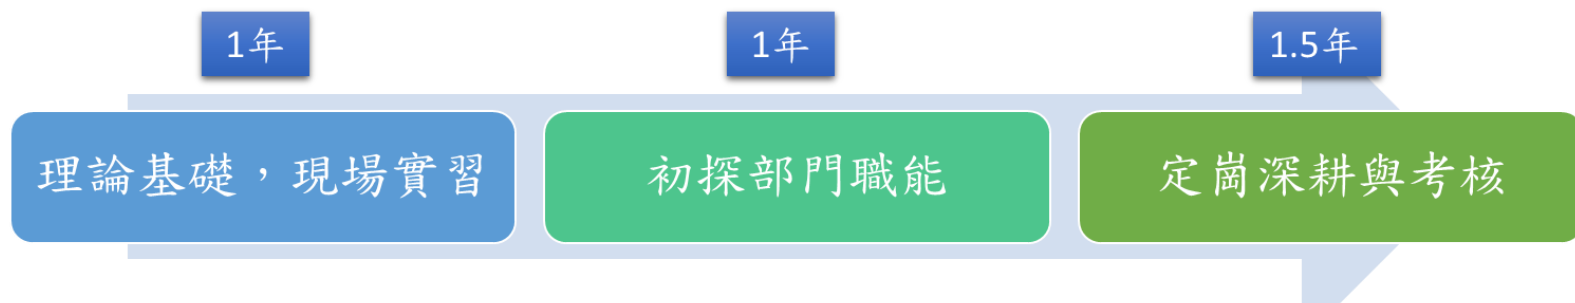 1年
1年
1.5年
理論基礎，現場實習
初探部門職能
定崗深耕與考核